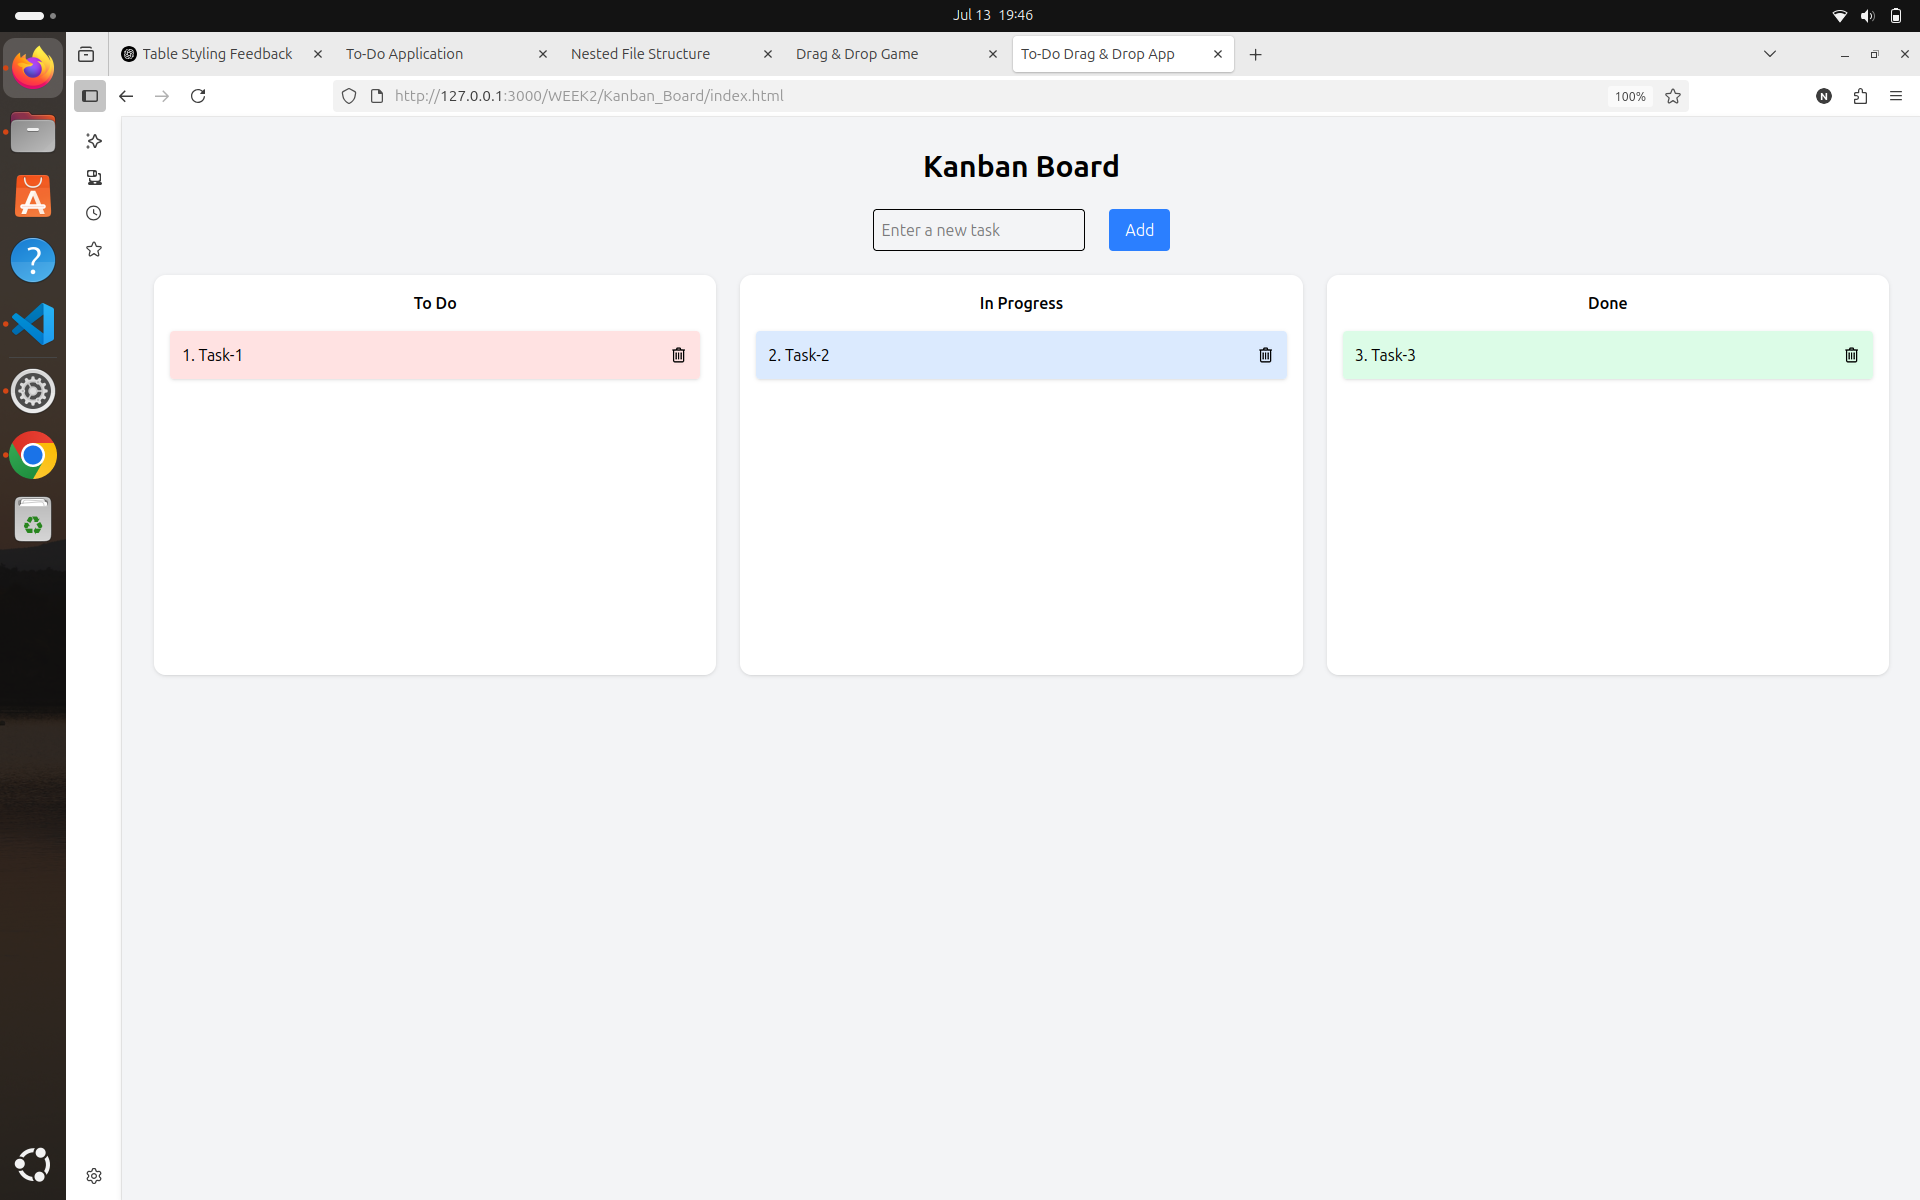 Jul 13 19:46
Table Styling Feedback
To-Do Application
Nested File Structure
Drag & Drop Game
To-Do Drag & Drop App
http://127.0.0.1:3000/WEEK2/Kanban_Board/index.html
100%
N
Kanban Board
Enter a new task
Add
To Do
In Progress
Done
1. Task-1
2. Task-2
3. Task-3